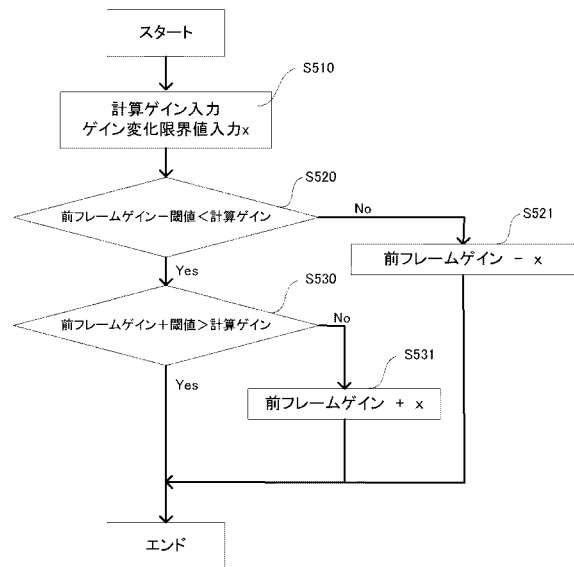 スタート
S510
計算ゲイン入力
ゲイン変化限界値入力x
S520
前フレームゲイン－閾値＜計算ゲイン
No
S521
前フレームゲイン － x
Yes
S530
前フレームゲイン＋閾値＞計算ゲイン
No
S531
前フレームゲイン ＋ x
Yes
エンド